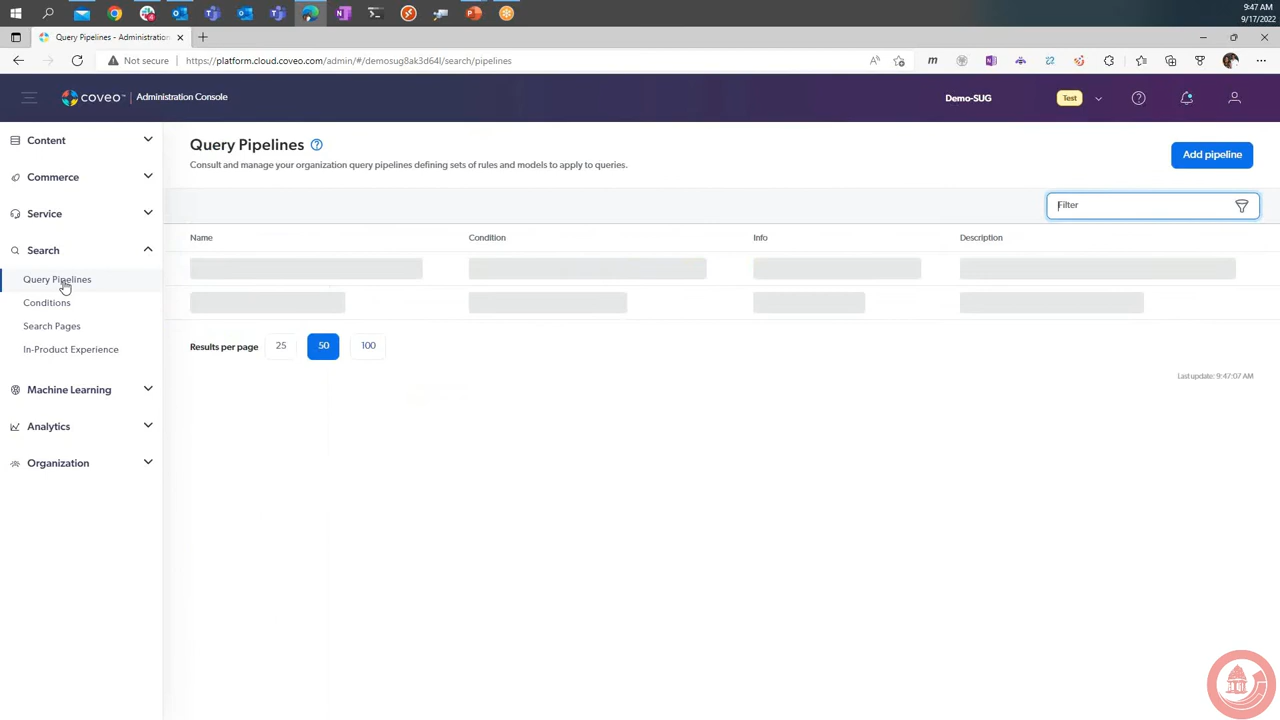 9:47 AM
9/17/2022
Query Pipelines - Administration
Not secure
https://platform.cloud.coveo.com/admin/#/demosug8ak3d64l/search/pipelines
coveo™ | Administration Console
Demo-SUG
Test
Content
Commerce
Service
Search
Query Pipelines
Conditions
Search Pages
In-Product Experience
Machine Learning
Analytics
Organization
Query Pipelines
Consult and manage your organization query pipelines defining sets of rules and models to apply to queries.
Add pipeline
Filter
Name Condition Info Description
Results per page 25 50 100
Last update: 9:47:07 AM